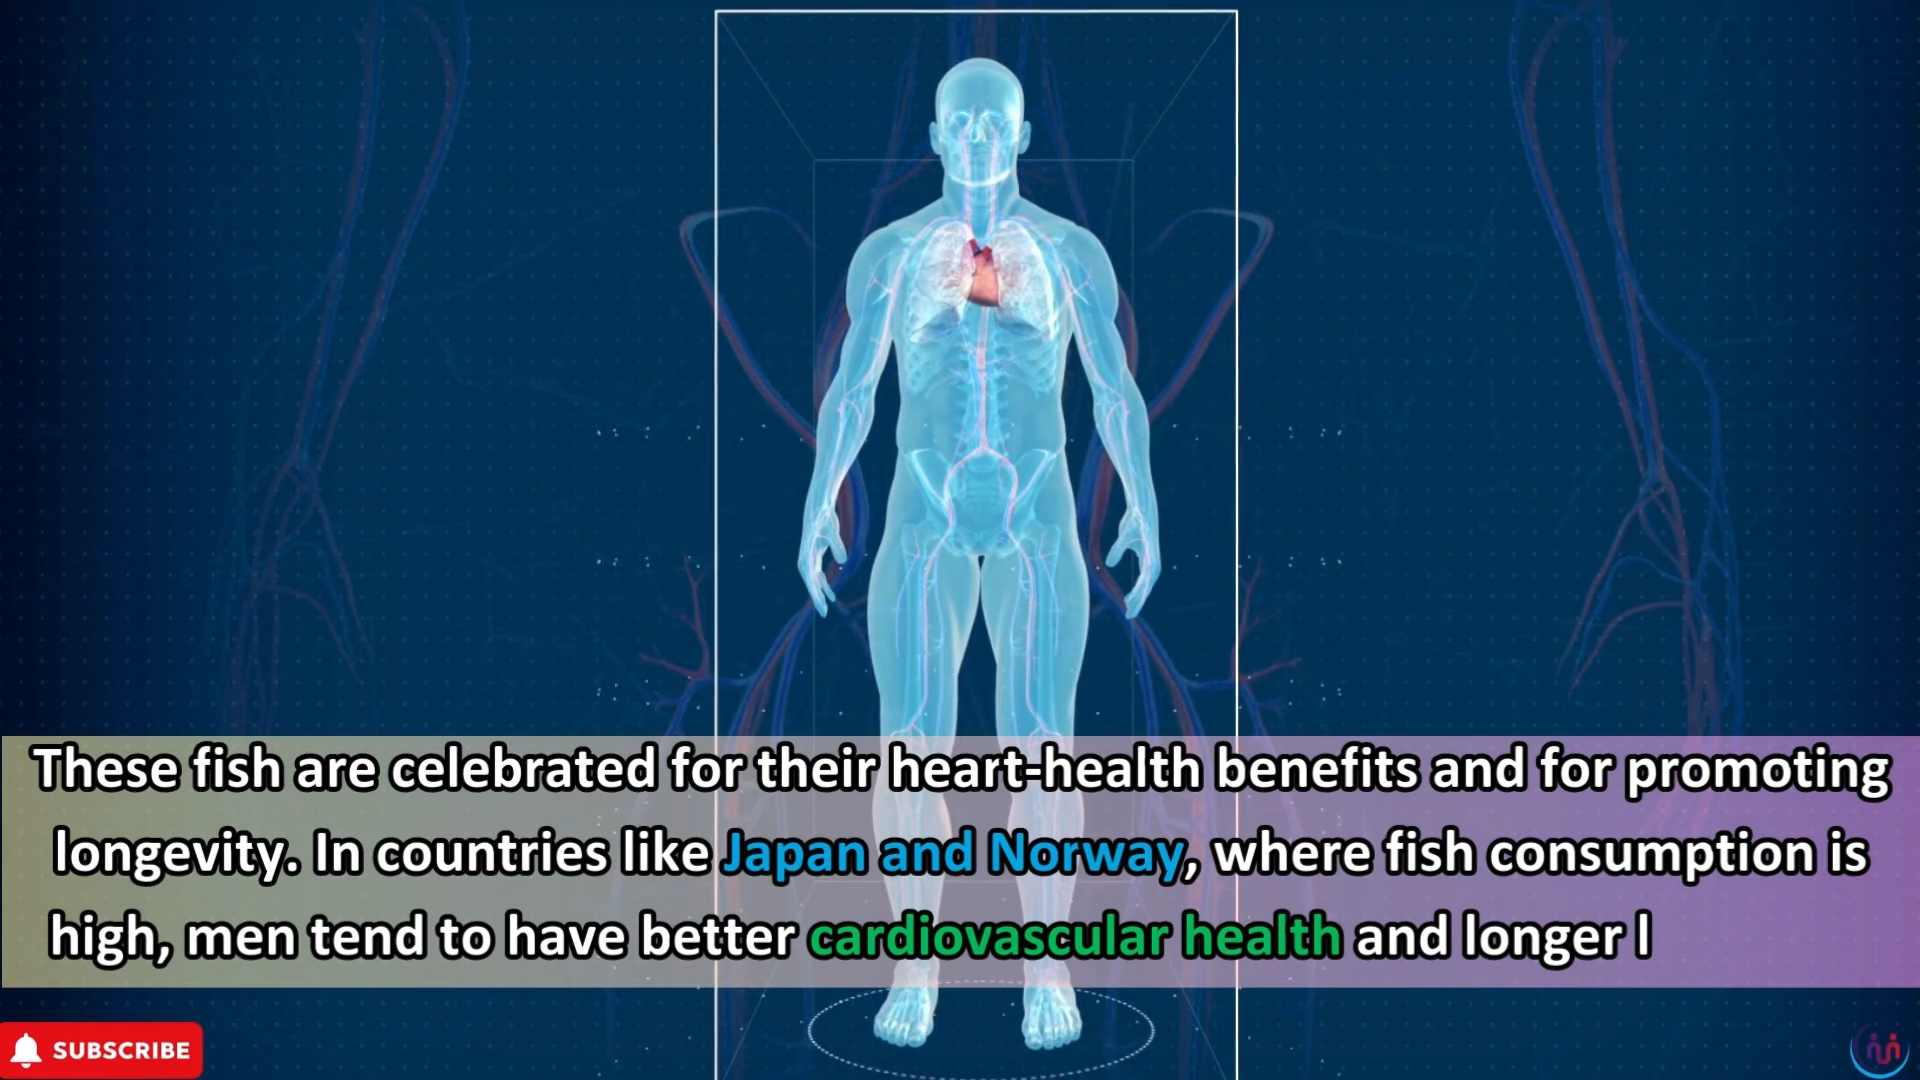 These fish are celebrated for their heart-health benefits and for promoting
longevity. In countries like Japan and Norway, where fish consumption is
high, men tend to have better cardiovascular health and longer l
SUBSCRIBE